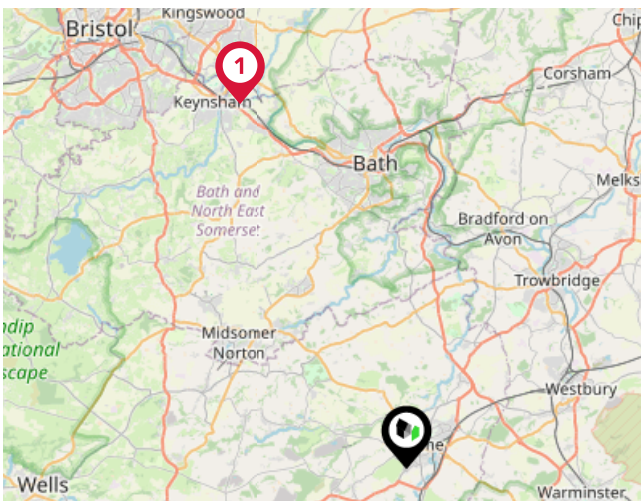 Kingswood
Bristol
Chip
1
Corsham
Keynsham
Bath
Melks
Bath and
North East
Somerset
Bradford on
Avon
Trowbridge
ndip
ational
scape
Midsomer
Norton
Westbury
me
Wells
Warminster